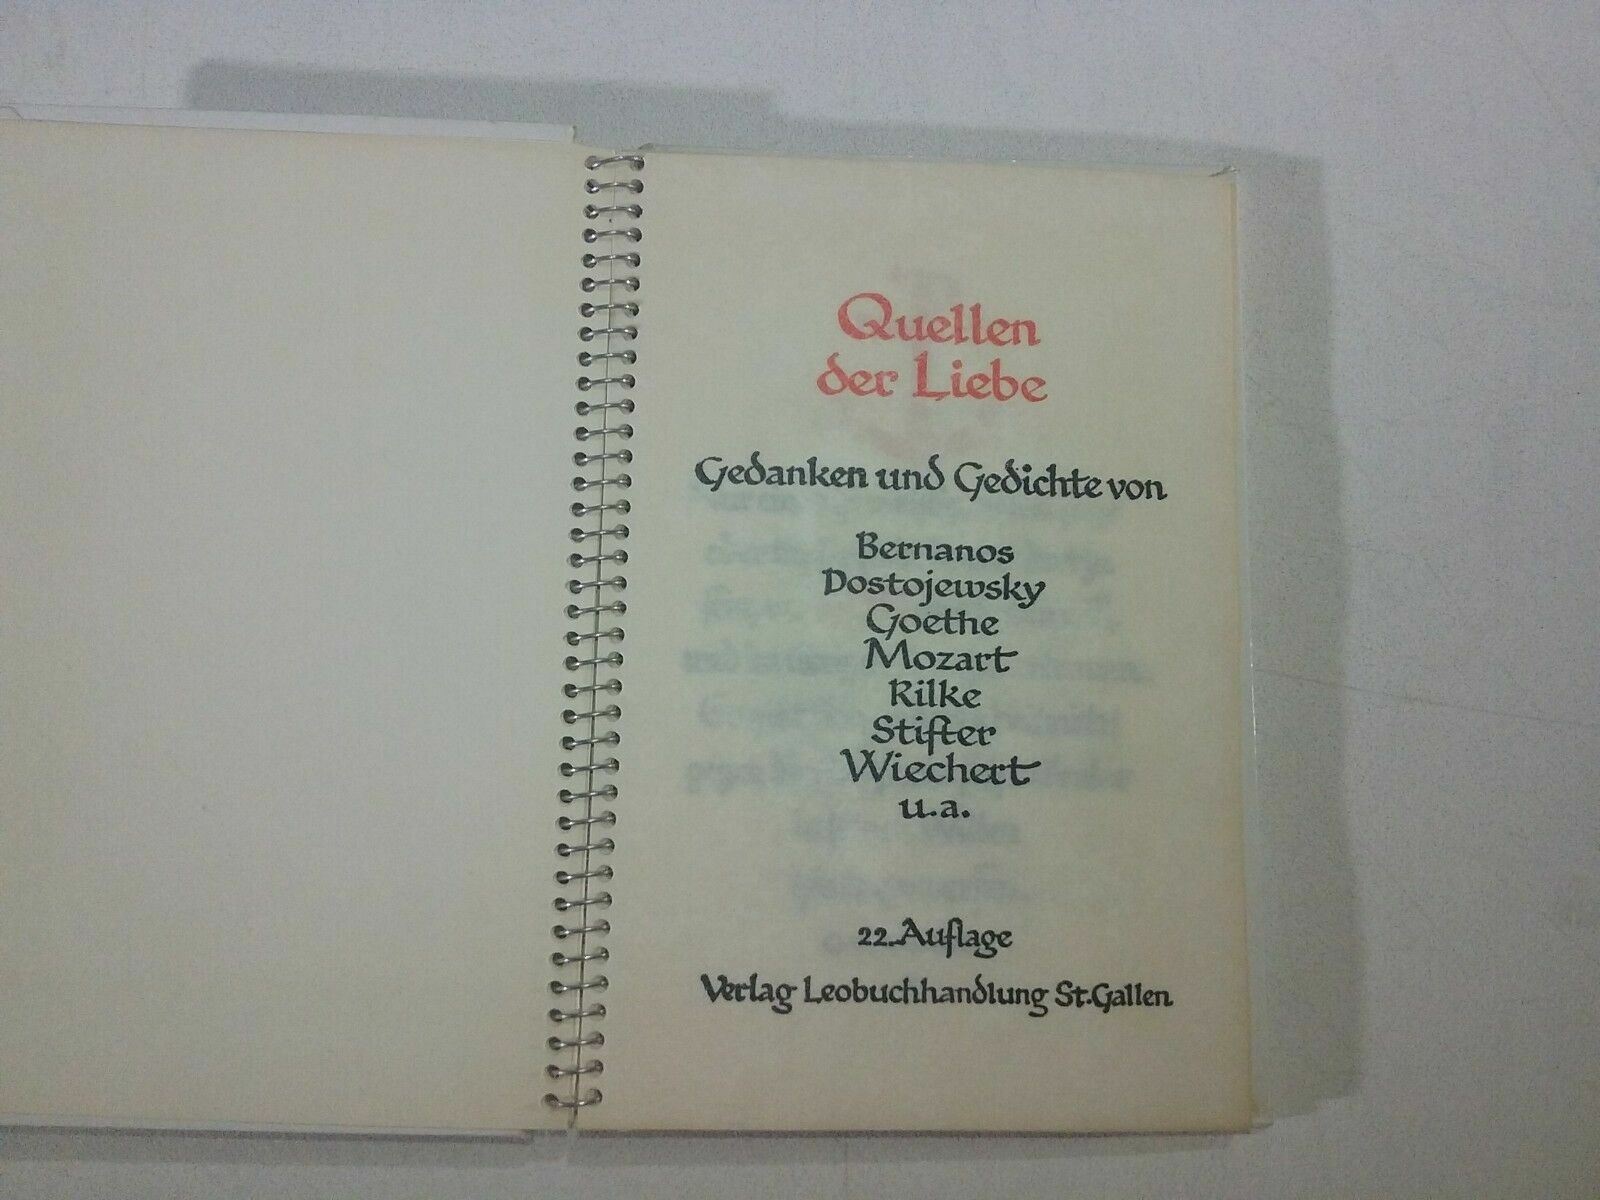 Quellen
der Liebe
Gedanken und Gedichte von
Bernanos
Dostojewsky
Goethe
Mozart
Rilke
Stifter
Wiechert
u.a.
22. Auflage
Verlag Leobuchhandlung St. Gallen